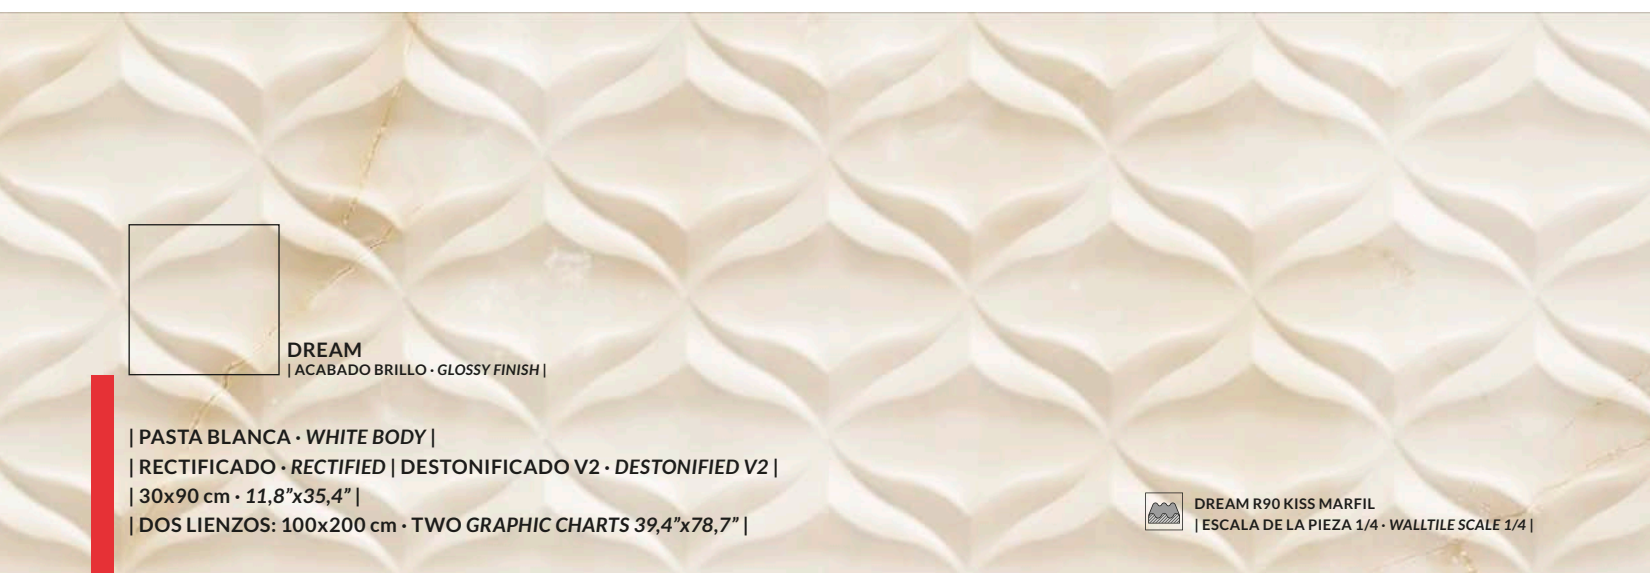 DREAM
| ACABADO BRILLO · GLOSSY FINISH |
| PASTA BLANCA · WHITE BODY |
| RECTIFICADO · RECTIFIED | DESTONIFICADO V2 · DESTONIFIED V2 |
| 30x90 cm · 11,8”x35,4” |
| DOS LIENZOS: 100x200 cm · TWO GRAPHIC CHARTS 39,4”x78,7” |
DREAM R90 KISS MARFIL
| ESCALA DE LA PIEZA 1/4 · WALLTILE SCALE 1/4 |